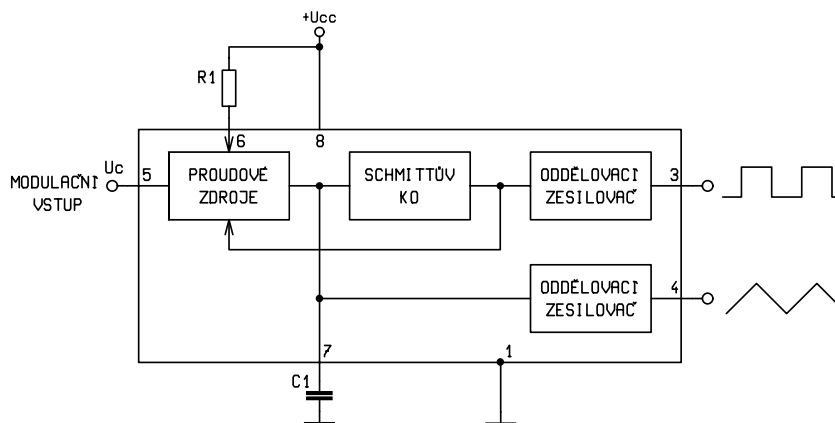 +Ucc
R1
6
8
MODULAČNÍ
VSTUP
Uc
5
PROUDOVÉ
ZDROJE
SCHMITTŮV
KO
ODDĚLOVACÍ
ZESILOVAČ
3
ODDĚLOVACÍ
ZESILOVAČ
4
7
1
C1